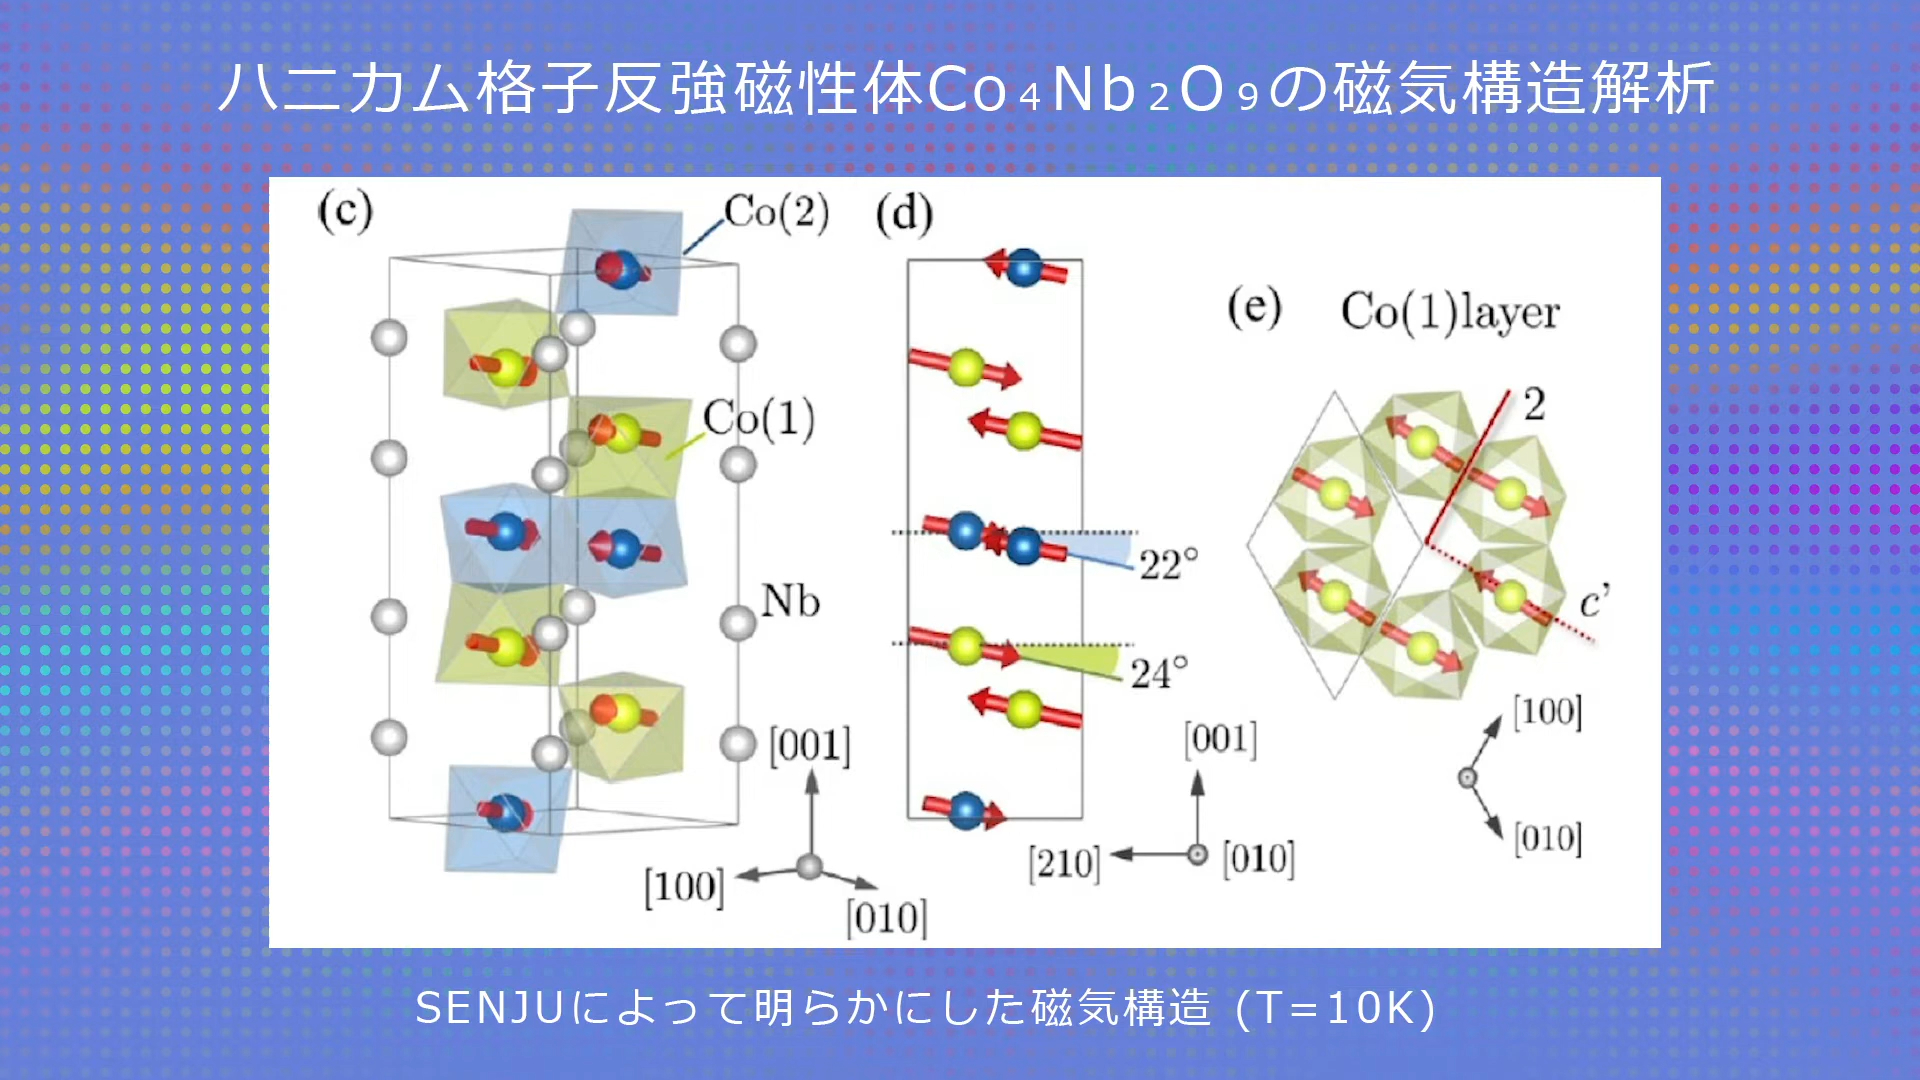 ハニカム格子反強磁性体Co₄Nb₂O₉の磁気構造解析
(c)
Co(2)
Co(1)
Nb
[001]
[100]
[010]
(d)
22°
24°
[001]
[210]
[010]
(e)
Co(1)layer
2
c'
[100]
[010]
SENJUによって明らかにした磁気構造 (T=10K)